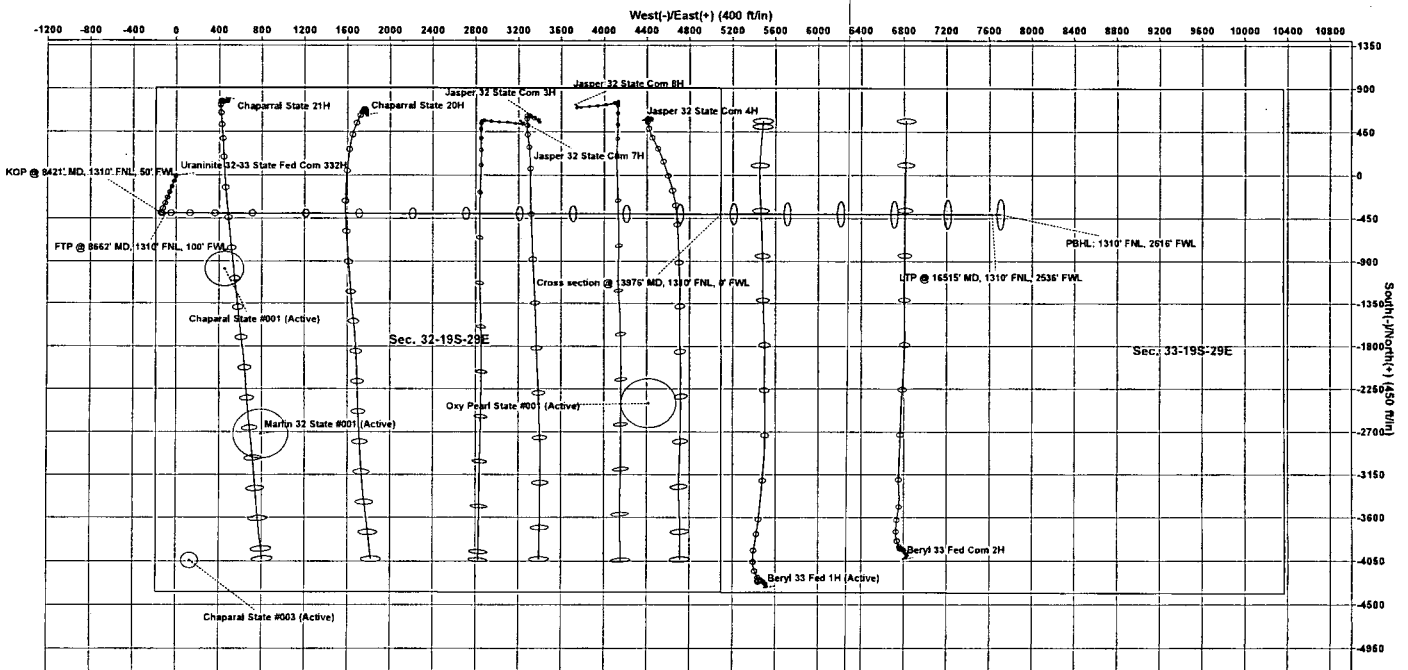 West(-)/East(+) (400 ft/in)
-1200 -800 -400 0 400 800 1200 1600 2000 2400 2800 3200 3600 4000 4400 4800 5200 5600 6000 6400 6800 7200 7600 8000 8400 8800 9200 9600 10000 10400 10800
1350
900
450
0
-450
-900
-1350
-1800
-2250
-2700
-3150
-3600
-4050
-4500
-4950
South(-)/North(+) (450 ft/in)
Jasper 32 State Com 8H
Jasper 32 State Com 3H
Chaparral State 21H
Chaparral State 20H
Jasper 32 State Com 4H
Jasper 32 State Com 7H
Uraninite 32-33 State Fed Com 332H
KOP @ 8421' MD, 1310' FNL, 50' FWL
FTP @ 8662' MD, 1310' FNL, 100' FWL
PBHL; 1310' FNL, 2616' FWL
LTP @ 16515' MD, 1310' FNL, 2536' FWL
Cross section @ 13976' MD, 1310' FNL, 0' FWL
Chaparal State #001 (Active)
Sec. 32-19S-29E
Sec. 33-19S-29E
Oxy Pearl State #001 (Active)
Marlin 32 State #001 (Active)
Beryl 33 Fed Com 2H
Beryl 33 Fed 1H (Active)
Chaparal State #003 (Active)